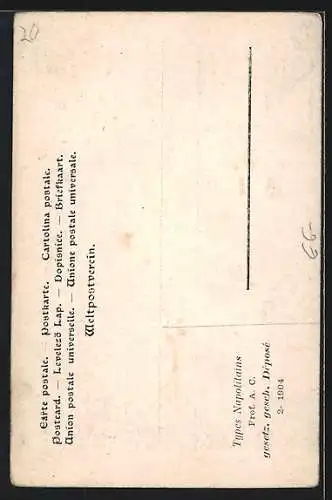 Carte postale. — Postkarte. — Cartolina postale.
Postcard. — Levelező Lap. — Dopisnice. — Briefkaart.
Union postale universelle. — Unione postale universale.
Weltpostverein.
Types Napolitains
Prof. A. C.
gesetz. gesch. Déposé
2- 1904
20
66-